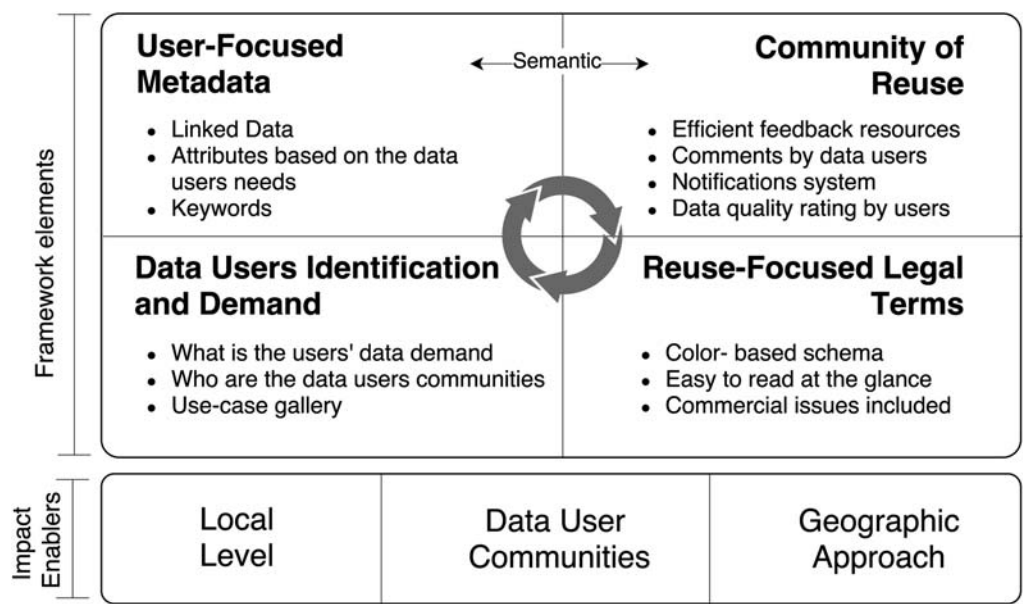 Framework elements
User-Focused
Metadata
• Linked Data
• Attributes based on the data
users needs
• Keywords
Semantic
Community of
Reuse
• Efficient feedback resources
• Comments by data users
• Notifications system
• Data quality rating by users
Data Users Identification
and Demand
• What is the users' data demand
• Who are the data users communities
• Use-case gallery
Reuse-Focused Legal
Terms
• Color- based schema
• Easy to read at the glance
• Commercial issues included
Impact
Enablers
Local
Level
Data User
Communities
Geographic
Approach